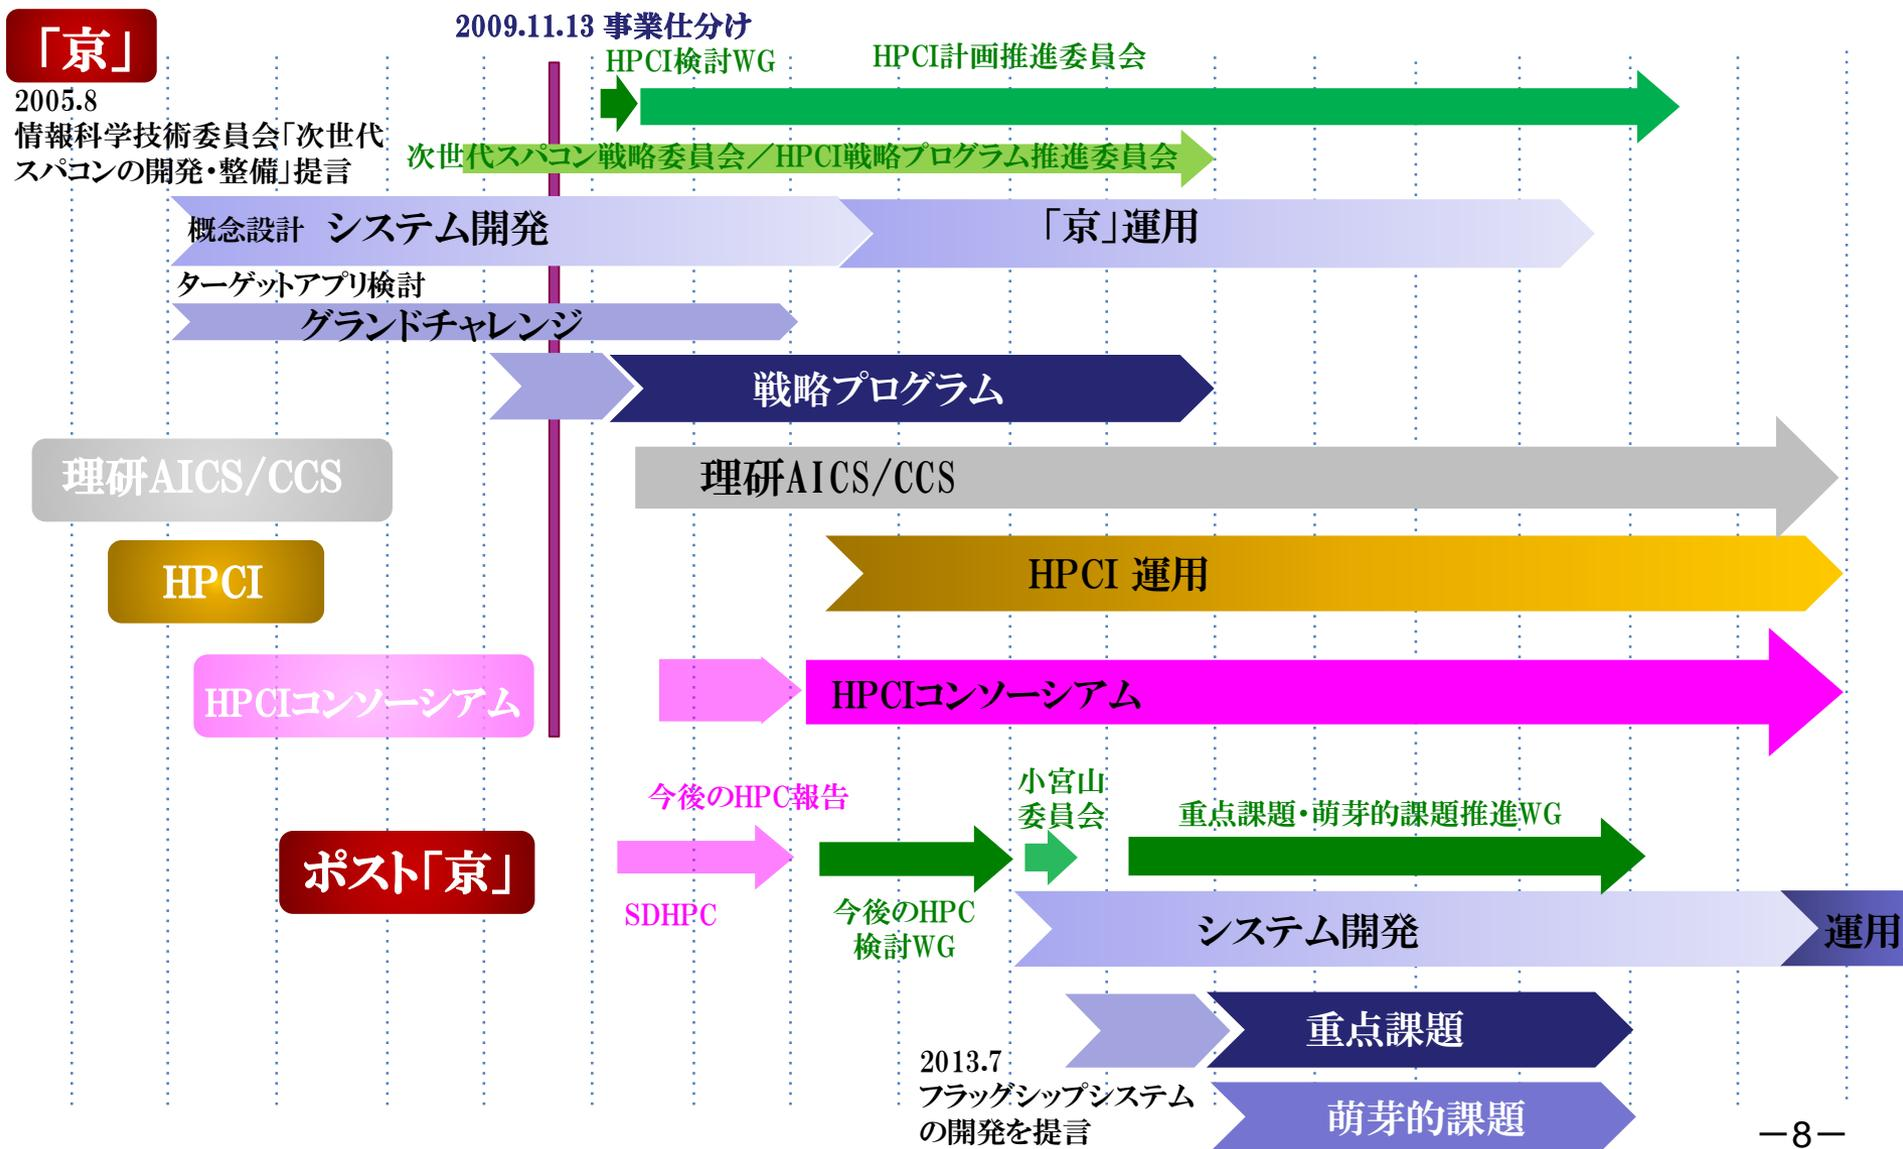 「京」
2009.11.13 事業仕分け
HPCI検討WG
HPCI計画推進委員会
2005.8
情報科学技術委員会「次世代
スパコンの開発・整備」提言
次世代スパコン戦略委員会／HPCI戦略プログラム推進委員会
概念設計 システム開発
「京」運用
ターゲットアプリ検討
グランドチャレンジ
戦略プログラム
理研AICS/CCS
理研AICS/CCS
HPCI
HPCI 運用
HPCIコンソーシアム
HPCIコンソーシアム
今後のHPC報告
小宮山
委員会
重点課題・萌芽的課題推進WG
ポスト「京」
SDHPC
今後のHPC
検討WG
システム開発
運用
重点課題
2013.7
フラッグシップシステム
の開発を提言
萌芽的課題
－8－